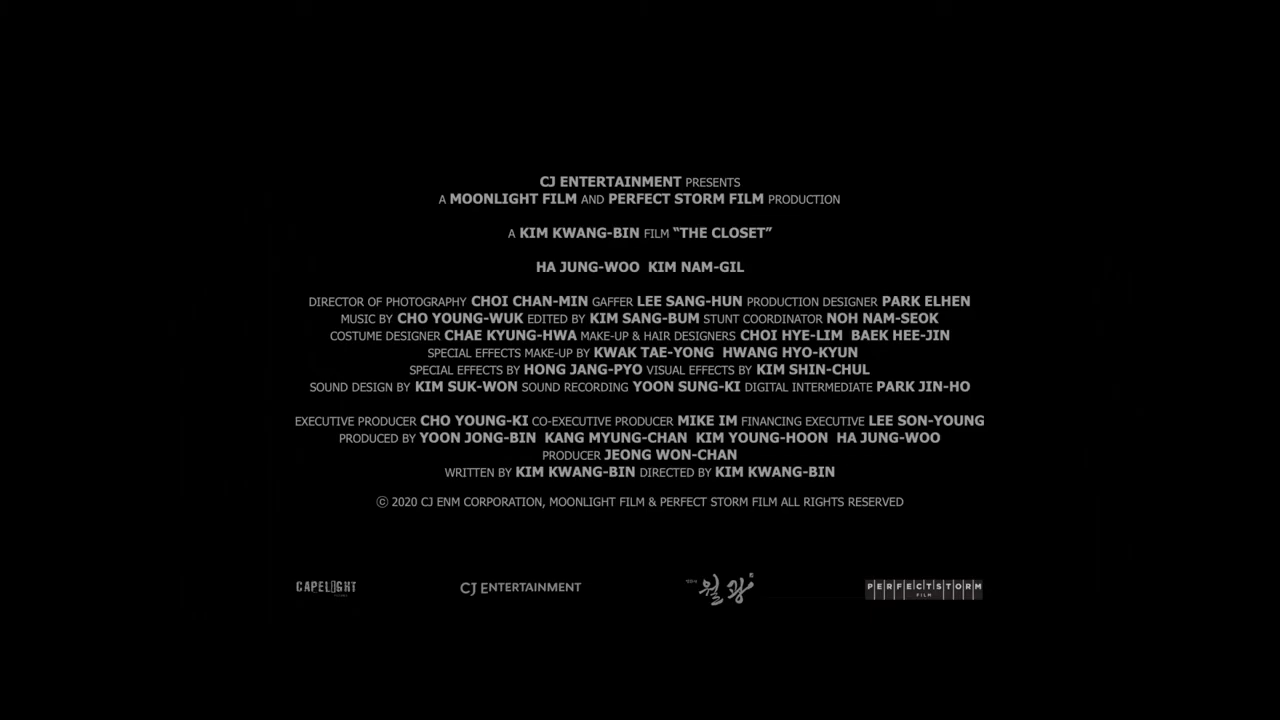 CJ ENTERTAINMENT PRESENTS
A MOONLIGHT FILM AND PERFECT STORM FILM PRODUCTION
A KIM KWANG-BIN FILM “THE CLOSET”
HA JUNG-WOO KIM NAM-GIL
DIRECTOR OF PHOTOGRAPHY CHOI CHAN-MIN GAFFER LEE SANG-HUN PRODUCTION DESIGNER PARK ELHEN
MUSIC BY CHO YOUNG-WUK EDITED BY KIM SANG-BUM STUNT COORDINATOR NOH NAM-SEOK
COSTUME DESIGNER CHAE KYUNG-HWA MAKE-UP & HAIR DESIGNERS CHOI HYE-LIM BAEK HEE-JIN
SPECIAL EFFECTS MAKE-UP BY KWAK TAE-YONG HWANG HYO-KYUN
SPECIAL EFFECTS BY HONG JANG-PYO VISUAL EFFECTS BY KIM SHIN-CHUL
SOUND DESIGN BY KIM SUK-WON SOUND RECORDING YOON SUNG-KI DIGITAL INTERMEDIATE PARK JIN-HO
EXECUTIVE PRODUCER CHO YOUNG-KI CO-EXECUTIVE PRODUCER MIKE IM FINANCING EXECUTIVE LEE SON-YOUNG
PRODUCED BY YOON JONG-BIN KANG MYUNG-CHAN KIM YOUNG-HOON HA JUNG-WOO
PRODUCER JEONG WON-CHAN
WRITTEN BY KIM KWANG-BIN DIRECTED BY KIM KWANG-BIN
ⓒ 2020 CJ ENM CORPORATION, MOONLIGHT FILM & PERFECT STORM FILM ALL RIGHTS RESERVED
CAPELIGHT CJ ENTERTAINMENT 월광 PERFECTSTORM
FILM